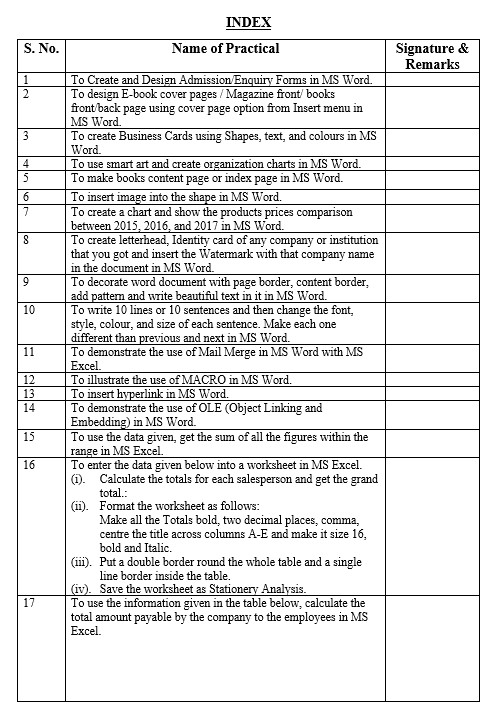 INDEX
S. No.
Name of Practical
Signature &
Remarks
1
To Create and Design Admission/Enquiry Forms in MS Word.
2
To design E-book cover pages / Magazine front/ books
front/back page using cover page option from Insert menu in
MS Word.
3
To create Business Cards using Shapes, text, and colours in MS
Word.
4
To use smart art and create organization charts in MS Word.
5
To make books content page or index page in MS Word.
6
To insert image into the shape in MS Word.
7
To create a chart and show the products prices comparison
between 2015, 2016, and 2017 in MS Word.
8
To create letterhead, Identity card of any company or institution
that you got and insert the Watermark with that company name
in the document in MS Word.
9
To decorate word document with page border, content border,
add pattern and write beautiful text in it in MS Word.
10
To write 10 lines or 10 sentences and then change the font,
style, colour, and size of each sentence. Make each one
different than previous and next in MS Word.
11
To demonstrate the use of Mail Merge in MS Word with MS
Excel.
12
To illustrate the use of MACRO in MS Word.
13
To insert hyperlink in MS Word.
14
To demonstrate the use of OLE (Object Linking and
Embedding) in MS Word.
15
To use the data given, get the sum of all the figures within the
range in MS Excel.
16
To enter the data given below into a worksheet in MS Excel.
(i). Calculate the totals for each salesperson and get the grand
total.:
(ii). Format the worksheet as follows:
Make all the Totals bold, two decimal places, comma,
centre the title across columns A-E and make it size 16,
bold and Italic.
(iii). Put a double border round the whole table and a single
line border inside the table.
(iv). Save the worksheet as Stationery Analysis.
17
To use the information given in the table below, calculate the
total amount payable by the company to the employees in MS
Excel.